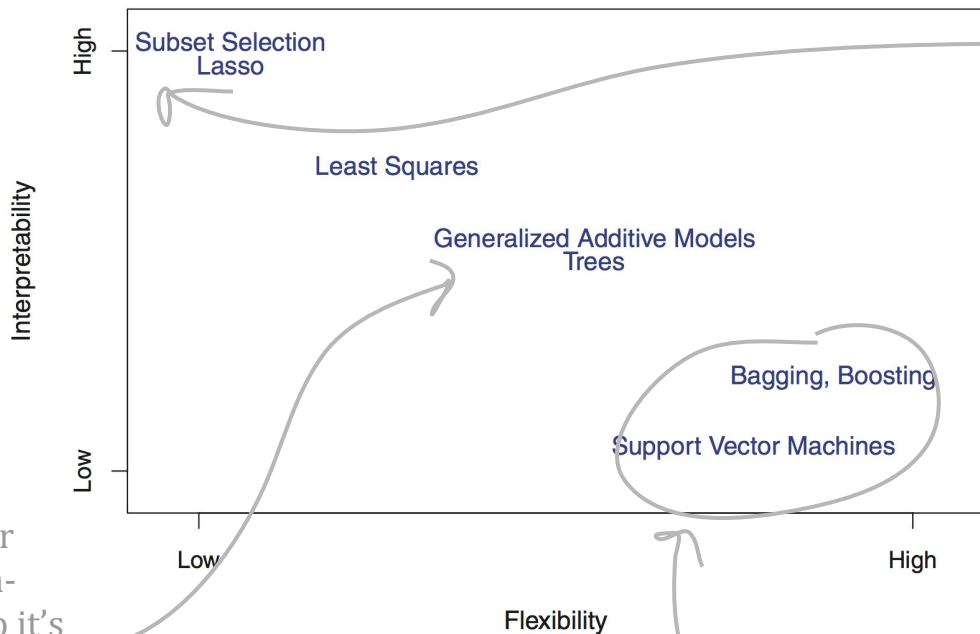 High
Subset Selection
Lasso
Least Squares
Interpretability
Generalized Additive Models
Trees
Bagging, Boosting
Support Vector Machines
Low
Low
High
Flexibility
it's